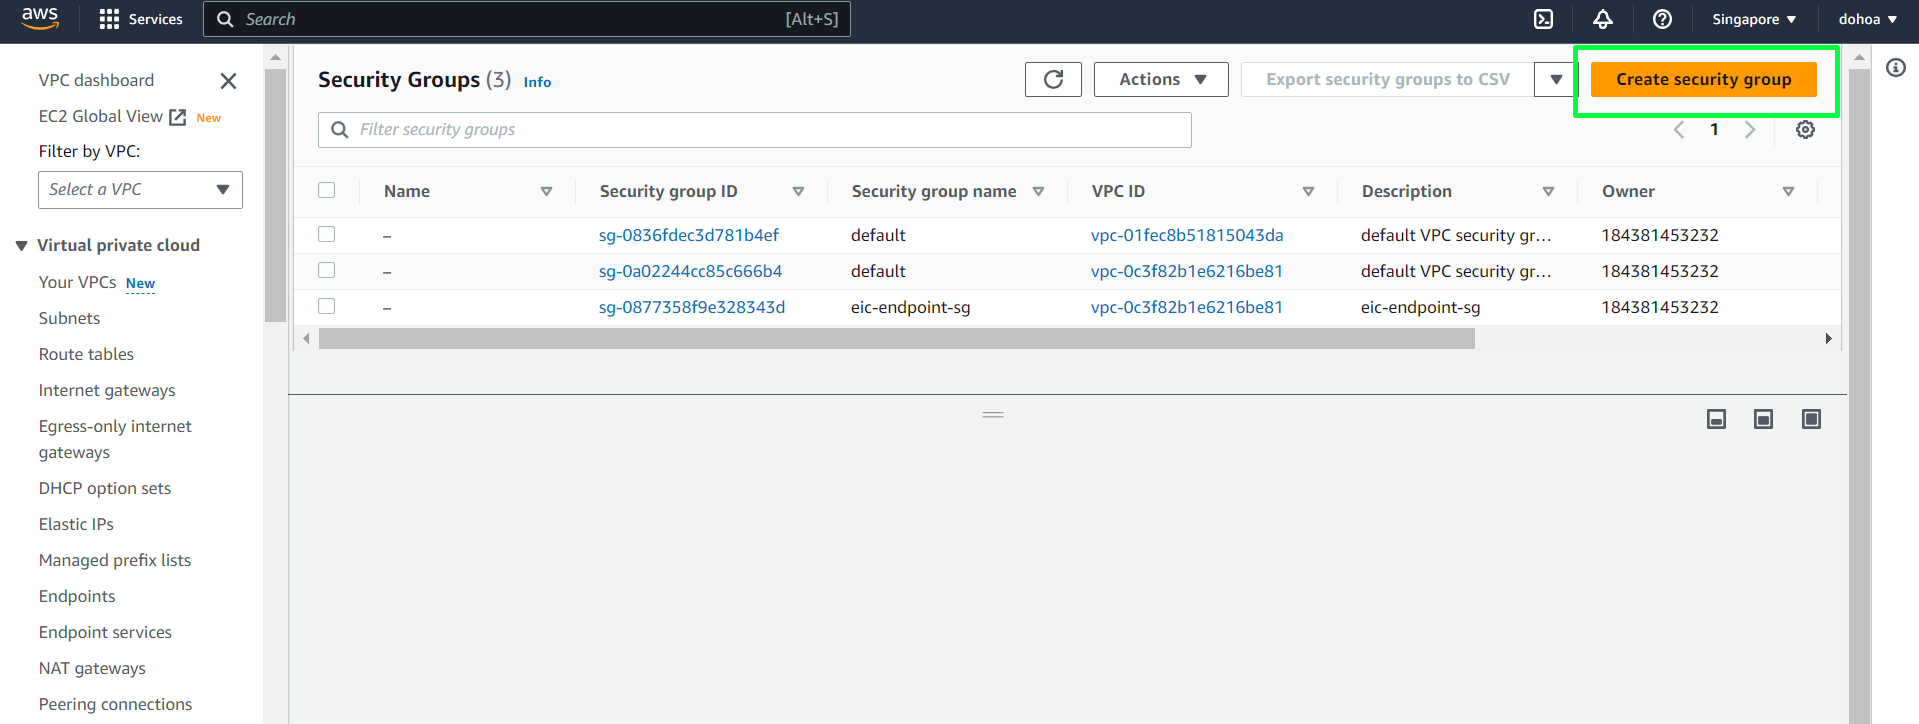 aws Services Search [Alt+S] Singapore dohoa
VPC dashboard
EC2 Global View New
Filter by VPC:
Select a VPC
Virtual private cloud
Your VPCs New
Subnets
Route tables
Internet gateways
Egress-only internet
gateways
DHCP option sets
Elastic IPs
Managed prefix lists
Endpoints
Endpoint services
NAT gateways
Peering connections
Security Groups (3) Info Actions Export security groups to CSV Create security group
Filter security groups 1
Name Security group ID Security group name VPC ID Description Owner
– sg-0836fdec3d781b4ef default vpc-01fec8b51815043da default VPC security gr... 184381453232
– sg-0a02244cc85c666b4 default vpc-0c3f82b1e6216be81 default VPC security gr... 184381453232
– sg-0877358f9e328343d eic-endpoint-sg vpc-0c3f82b1e6216be81 eic-endpoint-sg 184381453232